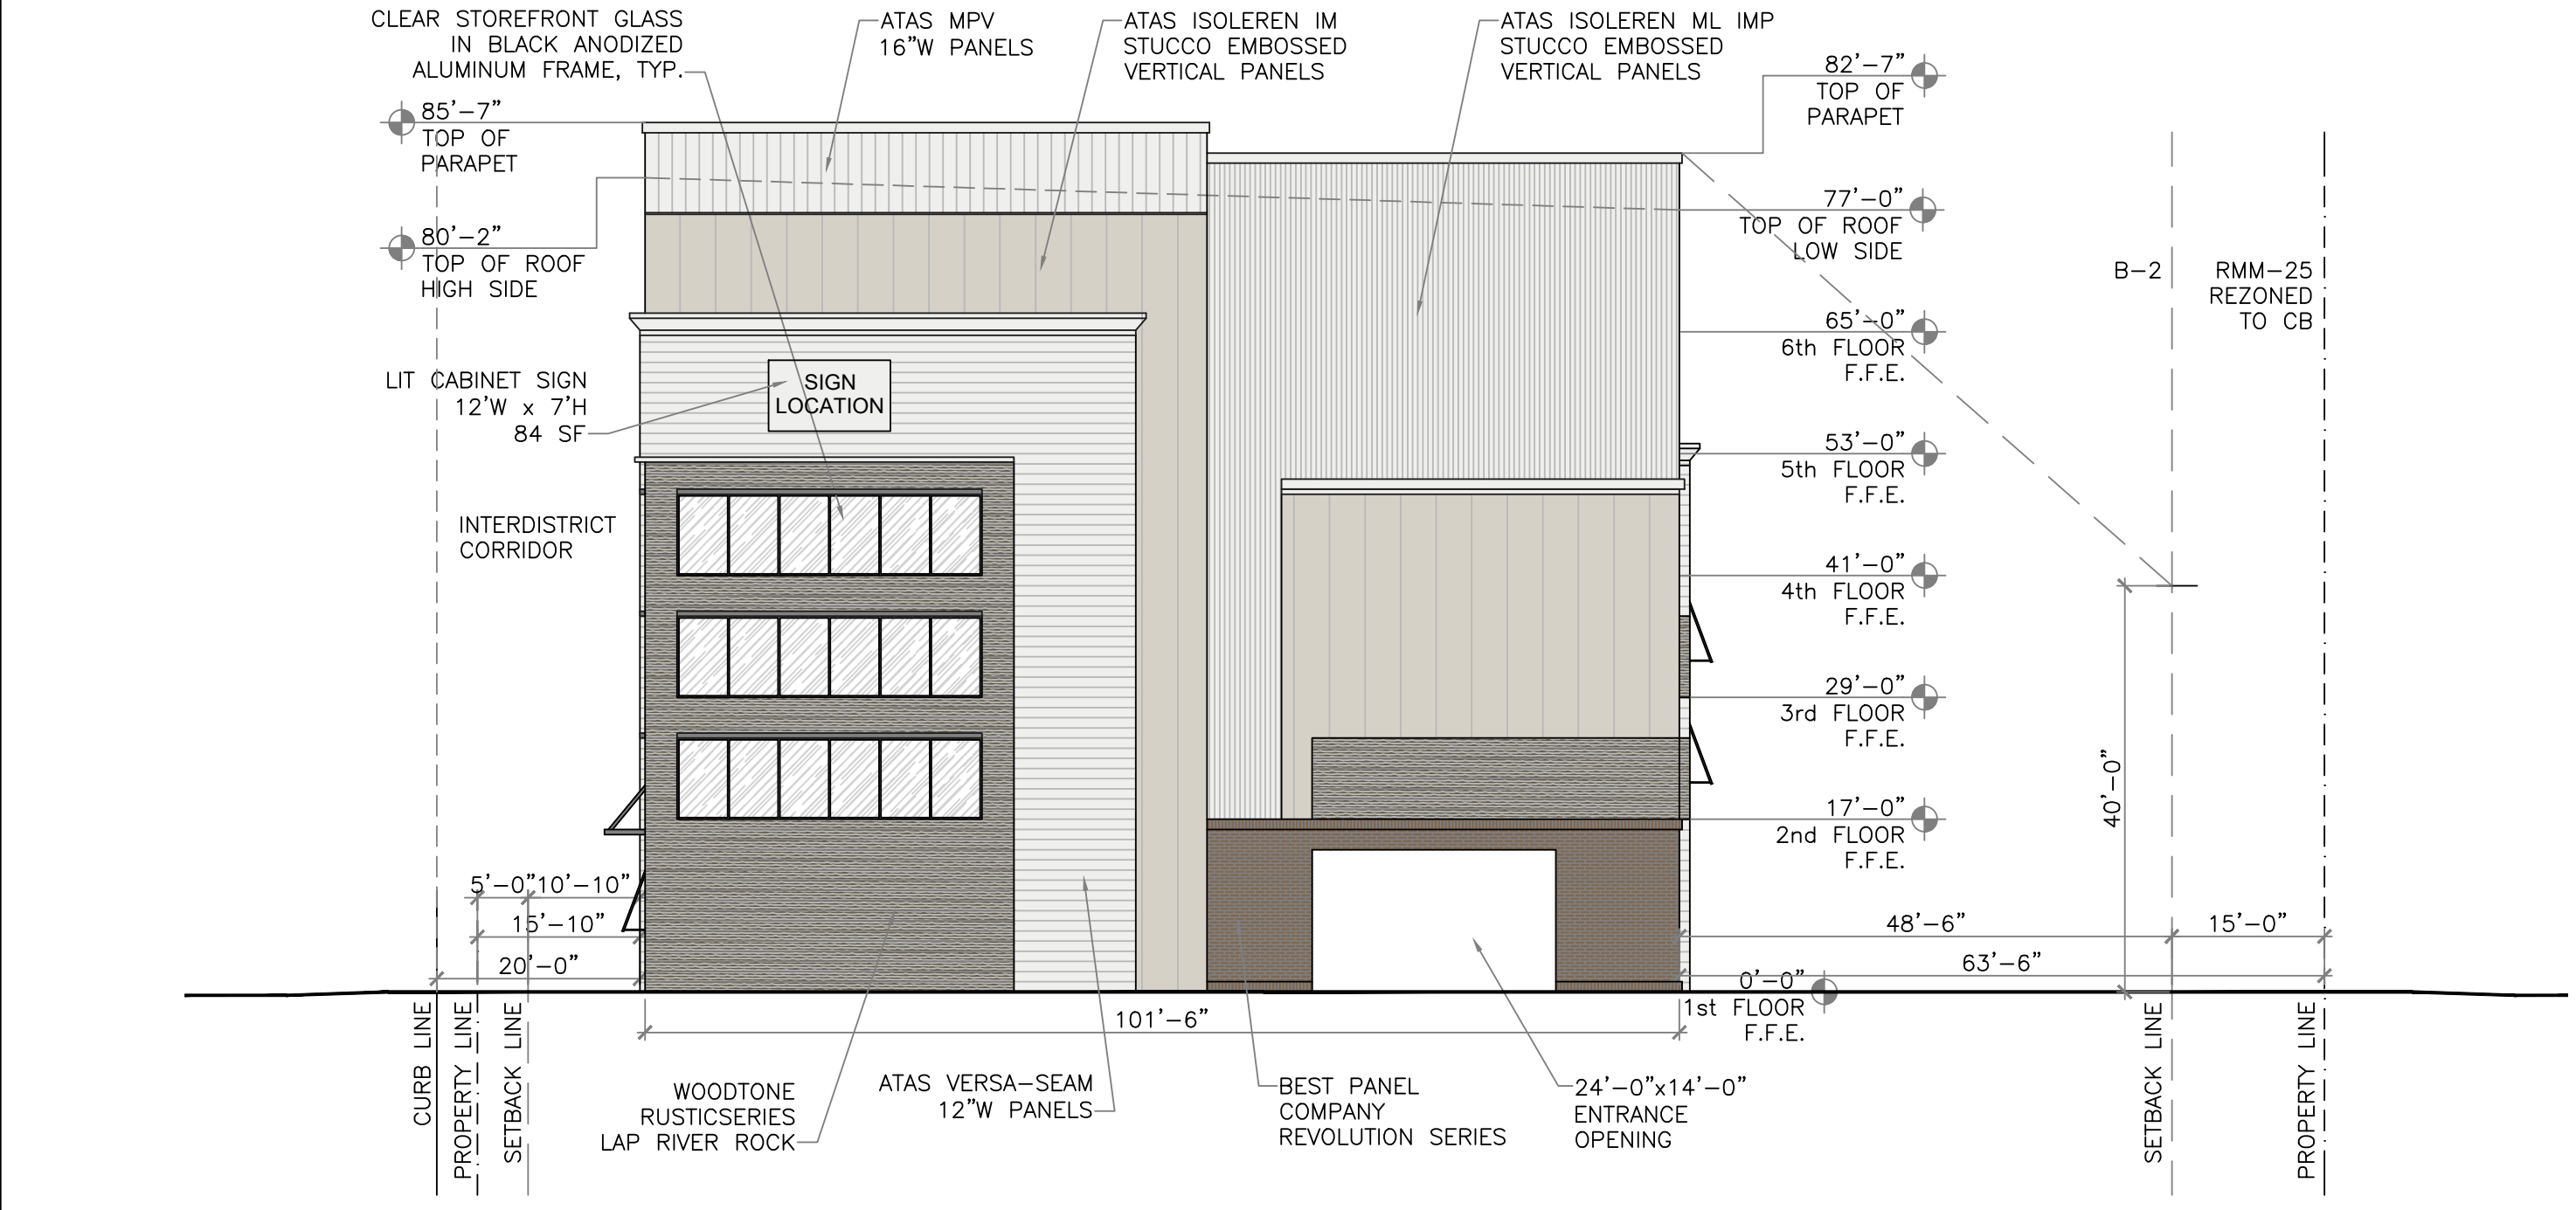 CLEAR STOREFRONT GLASS
IN BLACK ANODIZED
ALUMINUM FRAME, TYP.
ATAS MPV
16”W PANELS
ATAS ISOLEREN IM
STUCCO EMBOSSED
VERTICAL PANELS
ATAS ISOLEREN ML IMP
STUCCO EMBOSSED
VERTICAL PANELS
82’-7”
TOP OF
PARAPET
85’-7”
TOP OF
PARAPET
80’-2”
TOP OF ROOF
HIGH SIDE
77’-0”
TOP OF ROOF
LOW SIDE
B-2
RMM-25
REZONED
TO CB
65’-0”
6th FLOOR
F.F.E.
LIT CABINET SIGN
12’W x 7’H
84 SF
SIGN
LOCATION
53’-0”
5th FLOOR
F.F.E.
INTERDISTRICT
CORRIDOR
41’-0”
4th FLOOR
F.F.E.
29’-0”
3rd FLOOR
F.F.E.
40’-0”
17’-0”
2nd FLOOR
F.F.E.
5’-0”10’-10”
15’-10”
20’-0”
48’-6”
15’-0”
63’-6”
0’-0”
1st FLOOR
F.F.E.
101’-6”
CURB LINE
PROPERTY LINE
SETBACK LINE
WOODTONE
RUSTICSERIES
LAP RIVER ROCK
ATAS VERSA-SEAM
12”W PANELS
BEST PANEL
COMPANY
REVOLUTION SERIES
24’-0”x14’-0”
ENTRANCE
OPENING
SETBACK LINE
PROPERTY LINE